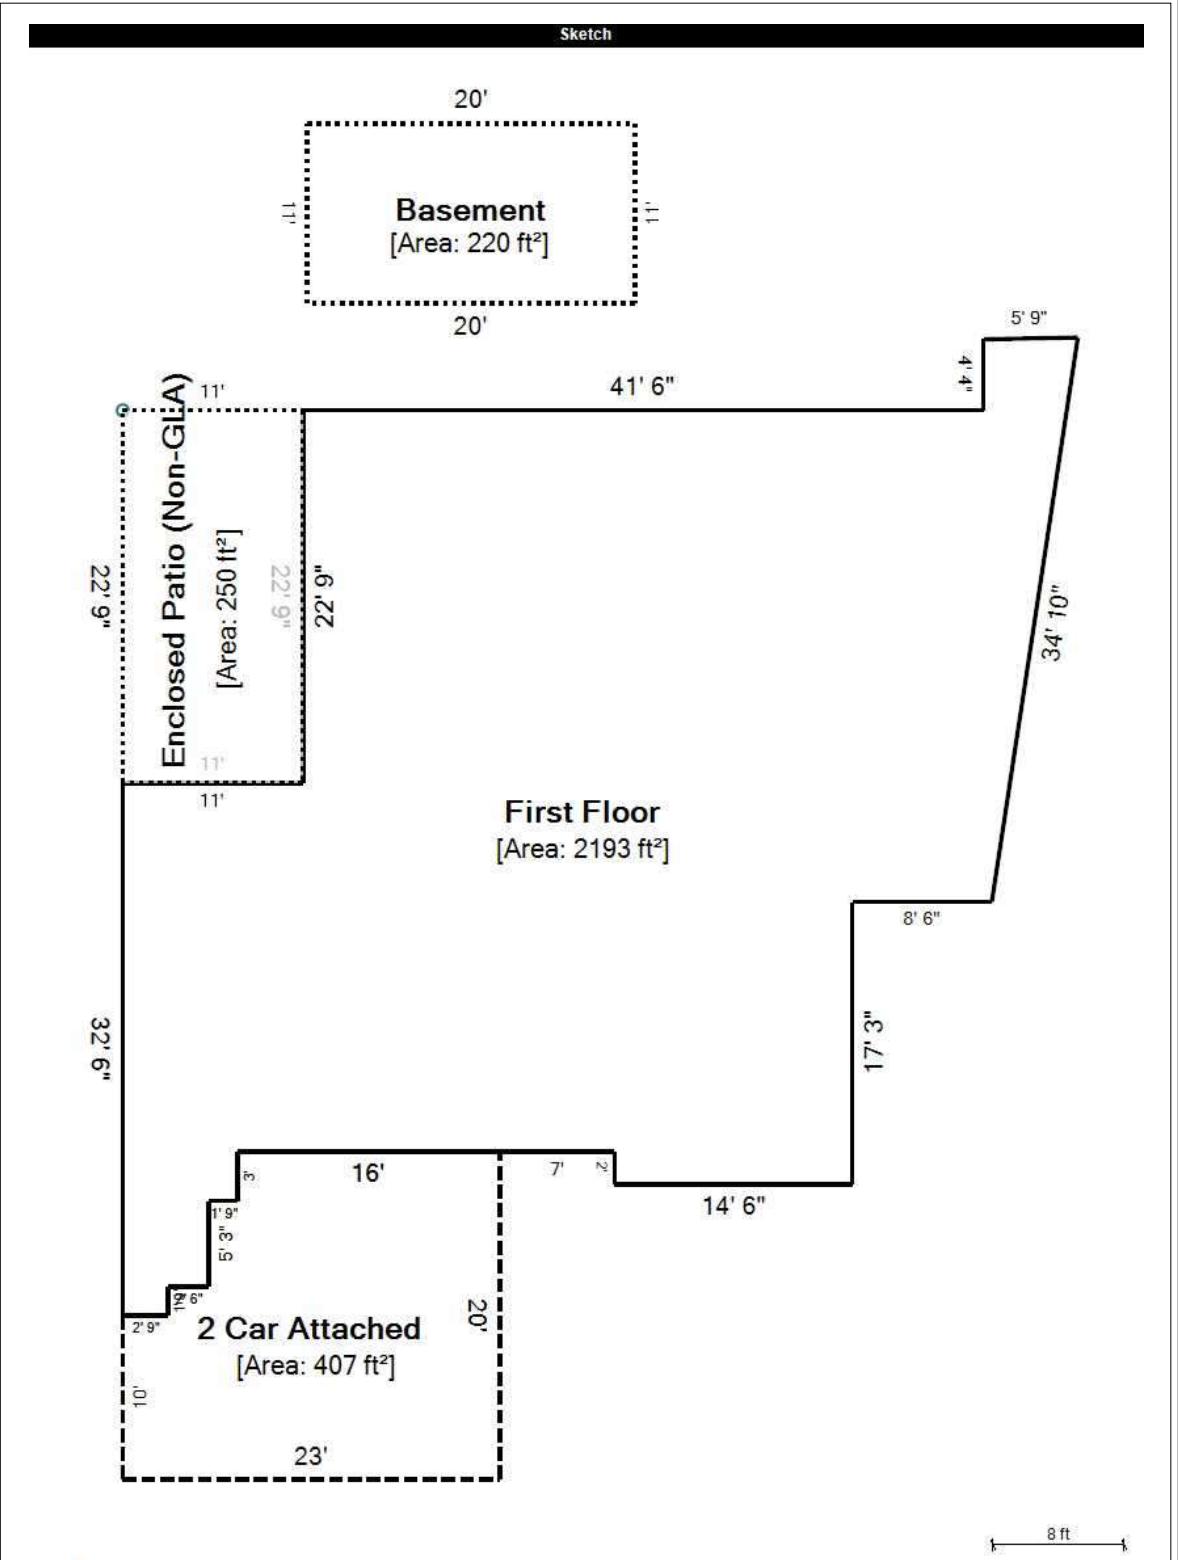 Sketch
20'
11'
Basement
[Area: 220 ft²]
11'
20'
5' 9"
4' 4"
11'
41' 6"
Enclosed Patio (Non-GLA)
[Area: 250 ft²]
22' 9"
22' 9"
22' 9"
34' 10"
11'
11'
First Floor
[Area: 2193 ft²]
8' 6"
32' 6"
17' 3"
16'
3'
7'
2'
14' 6"
1' 9"
5' 3"
2' 9"
2 Car Attached
[Area: 407 ft²]
20'
10'
23'
8 ft